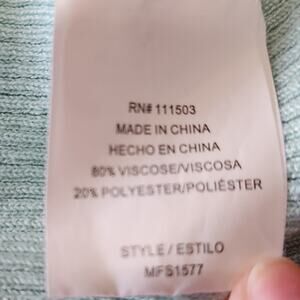 RN# 111503
MADE IN CHINA
HECHO EN CHINA
80% VISCOSE/VISCOSA
20% POLYESTER/POLIÉSTER
STYLE/ESTILO
MFS1577